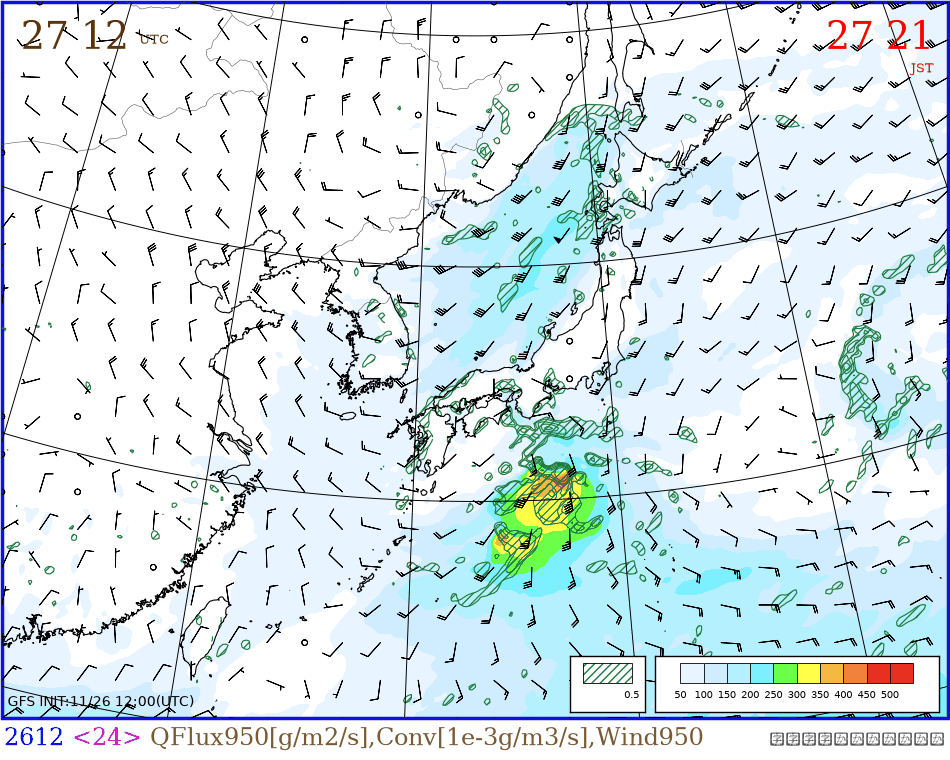 27 12 UTC
27 21
JST
0.5
50 100 150 200 250 300 350 400 450 500
GFS INIT:11/26 12:00(UTC)
2612 <24> QFlux950[g/m2/s],Conv[1e-3g/m3/s],Wind950